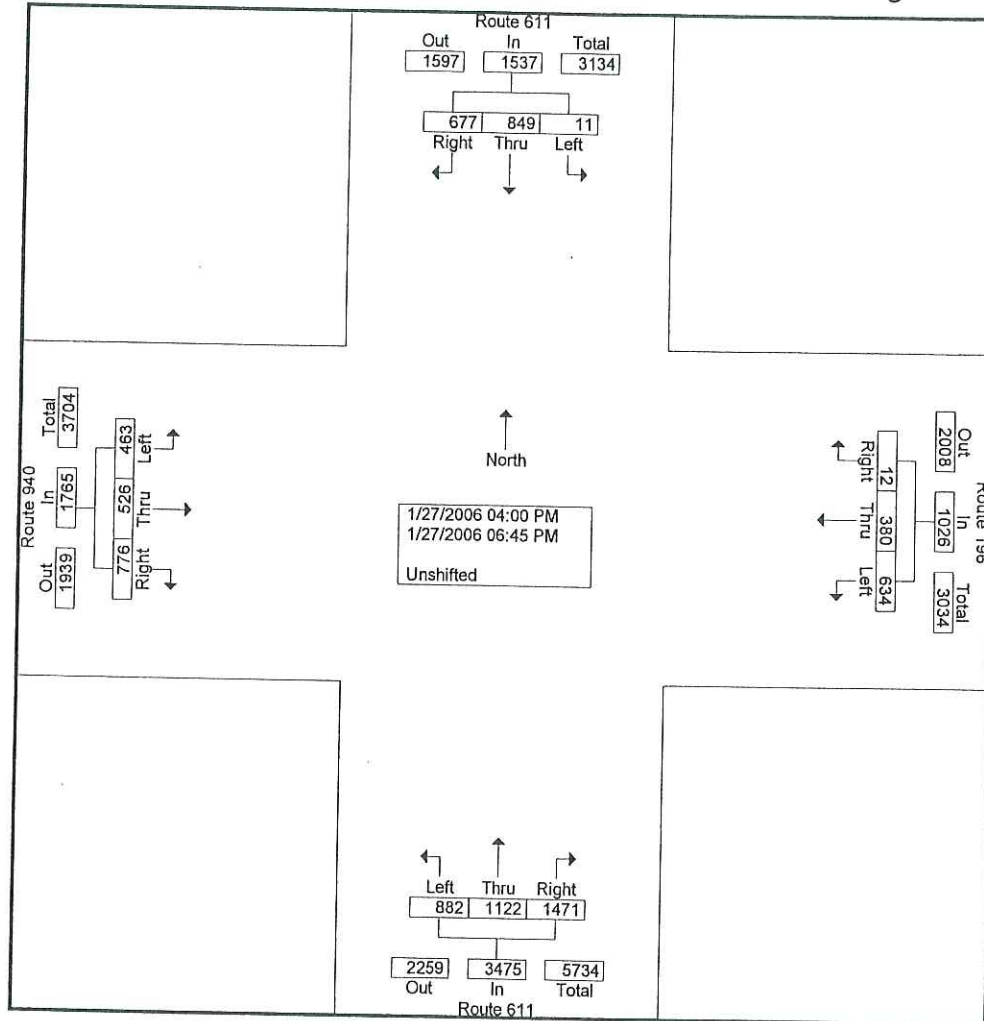 Route 611
Out In Total
1597 1537 3134
677 849 11
Right Thru Left
Total
3704
Route 940
In
1765
Out
1939
463
Left
526
Thru
776
Right
North
1/27/2006 04:00 PM
1/27/2006 06:45 PM
Unshifted
Right
12
Thru
380
Left
634
Out
2008
In
1026
Total
3034
Route 196
Left Thru Right
882 1122 1471
2259 3475 5734
Out In Total
Route 611